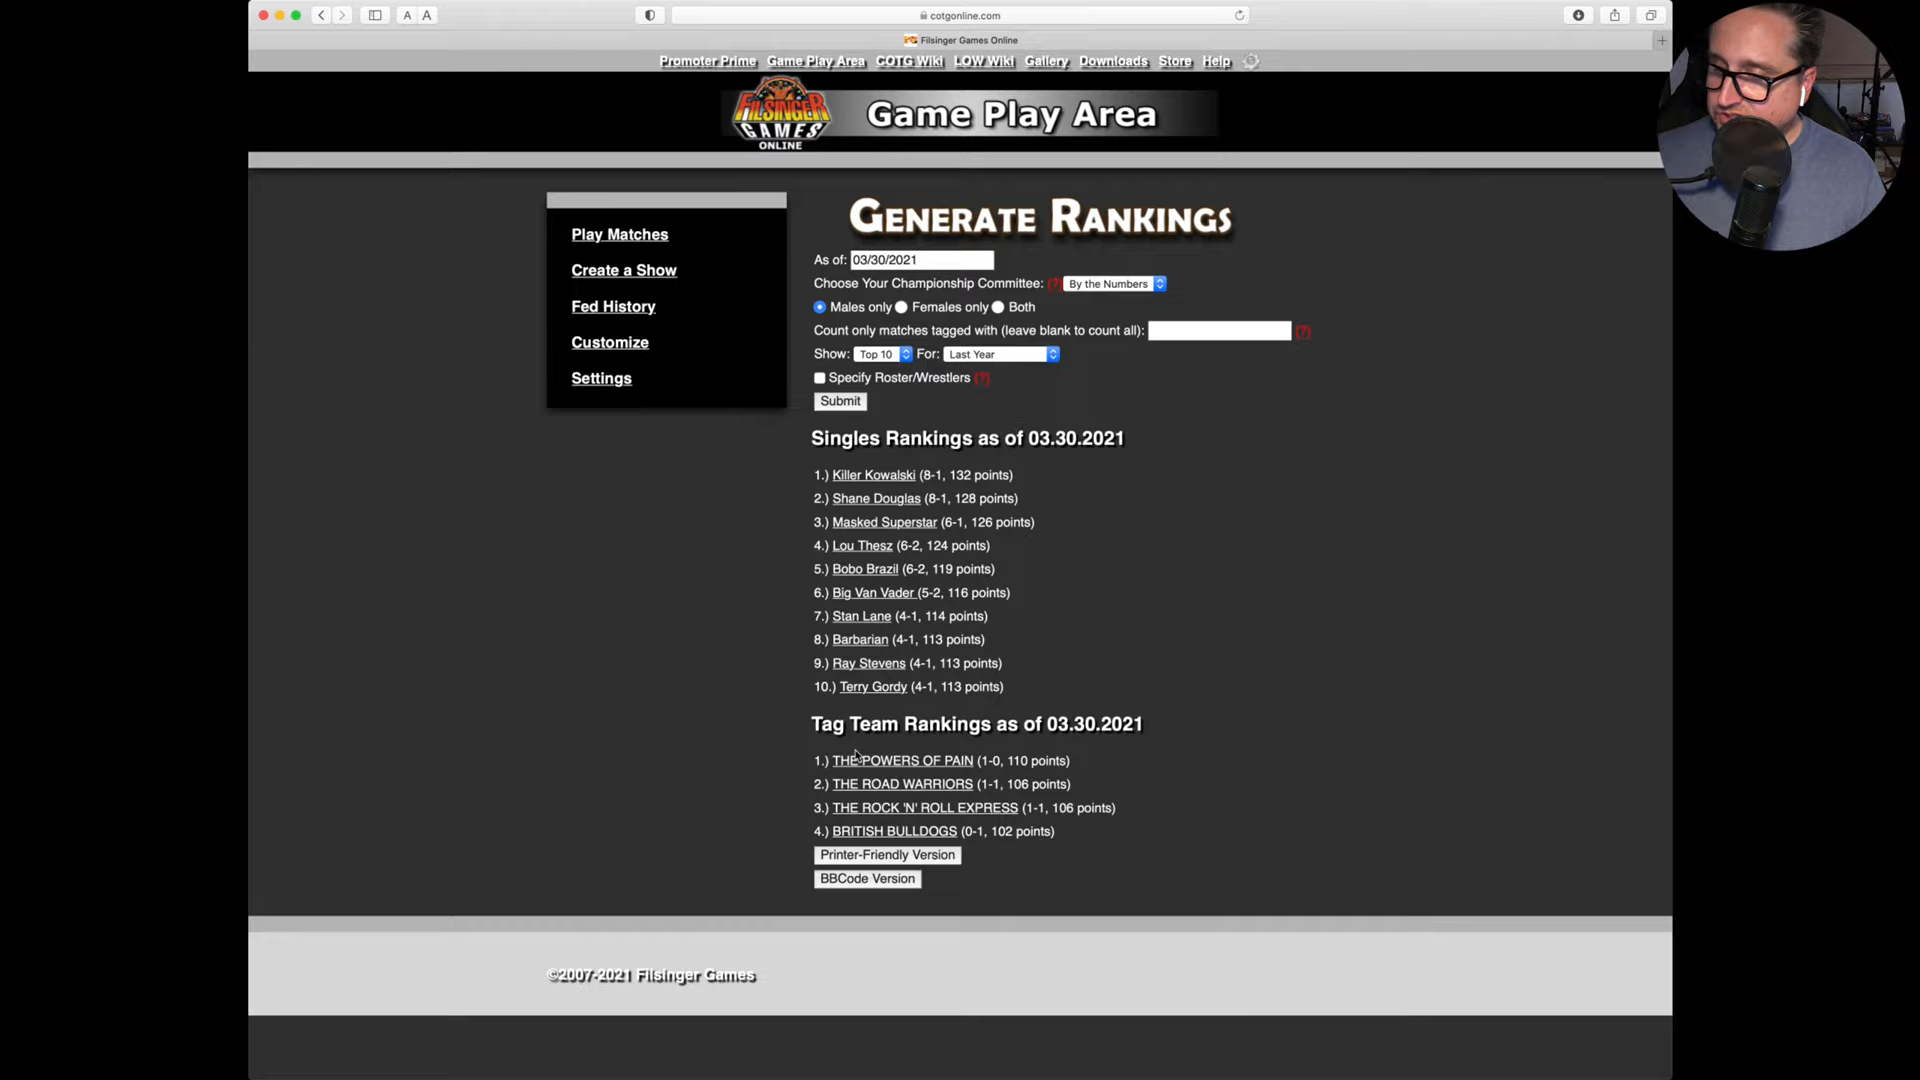 cotgonline.com
Filsinger Games Online
Promoter Prime Game Play Area COTG Wiki LOW Wiki Gallery Downloads Store Help
FILSINGER
GAMES
ONLINE
Game Play Area
Play Matches
Create a Show
Fed History
Customize
Settings
Generate Rankings
As of: 03/30/2021
Choose Your Championship Committee: (?) By the Numbers
Males only Females only Both
Count only matches tagged with (leave blank to count all): (?)
Show: Top 10 For: Last Year
Specify Roster/Wrestlers (?)
Submit
Singles Rankings as of 03.30.2021
1.) Killer Kowalski (8-1, 132 points)
2.) Shane Douglas (8-1, 128 points)
3.) Masked Superstar (6-1, 126 points)
4.) Lou Thesz (6-2, 124 points)
5.) Bobo Brazil (6-2, 119 points)
6.) Big Van Vader (5-2, 116 points)
7.) Stan Lane (4-1, 114 points)
8.) Barbarian (4-1, 113 points)
9.) Ray Stevens (4-1, 113 points)
10.) Terry Gordy (4-1, 113 points)
Tag Team Rankings as of 03.30.2021
1.) THE POWERS OF PAIN (1-0, 110 points)
2.) THE ROAD WARRIORS (1-1, 106 points)
3.) THE ROCK 'N' ROLL EXPRESS (1-1, 106 points)
4.) BRITISH BULLDOGS (0-1, 102 points)
Printer-Friendly Version
BBCode Version
©2007-2021 Filsinger Games